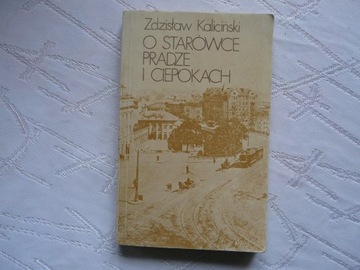 Zdzisław Kaliciński
O STARÓWCE
PRADZE
I CIEPOKACH